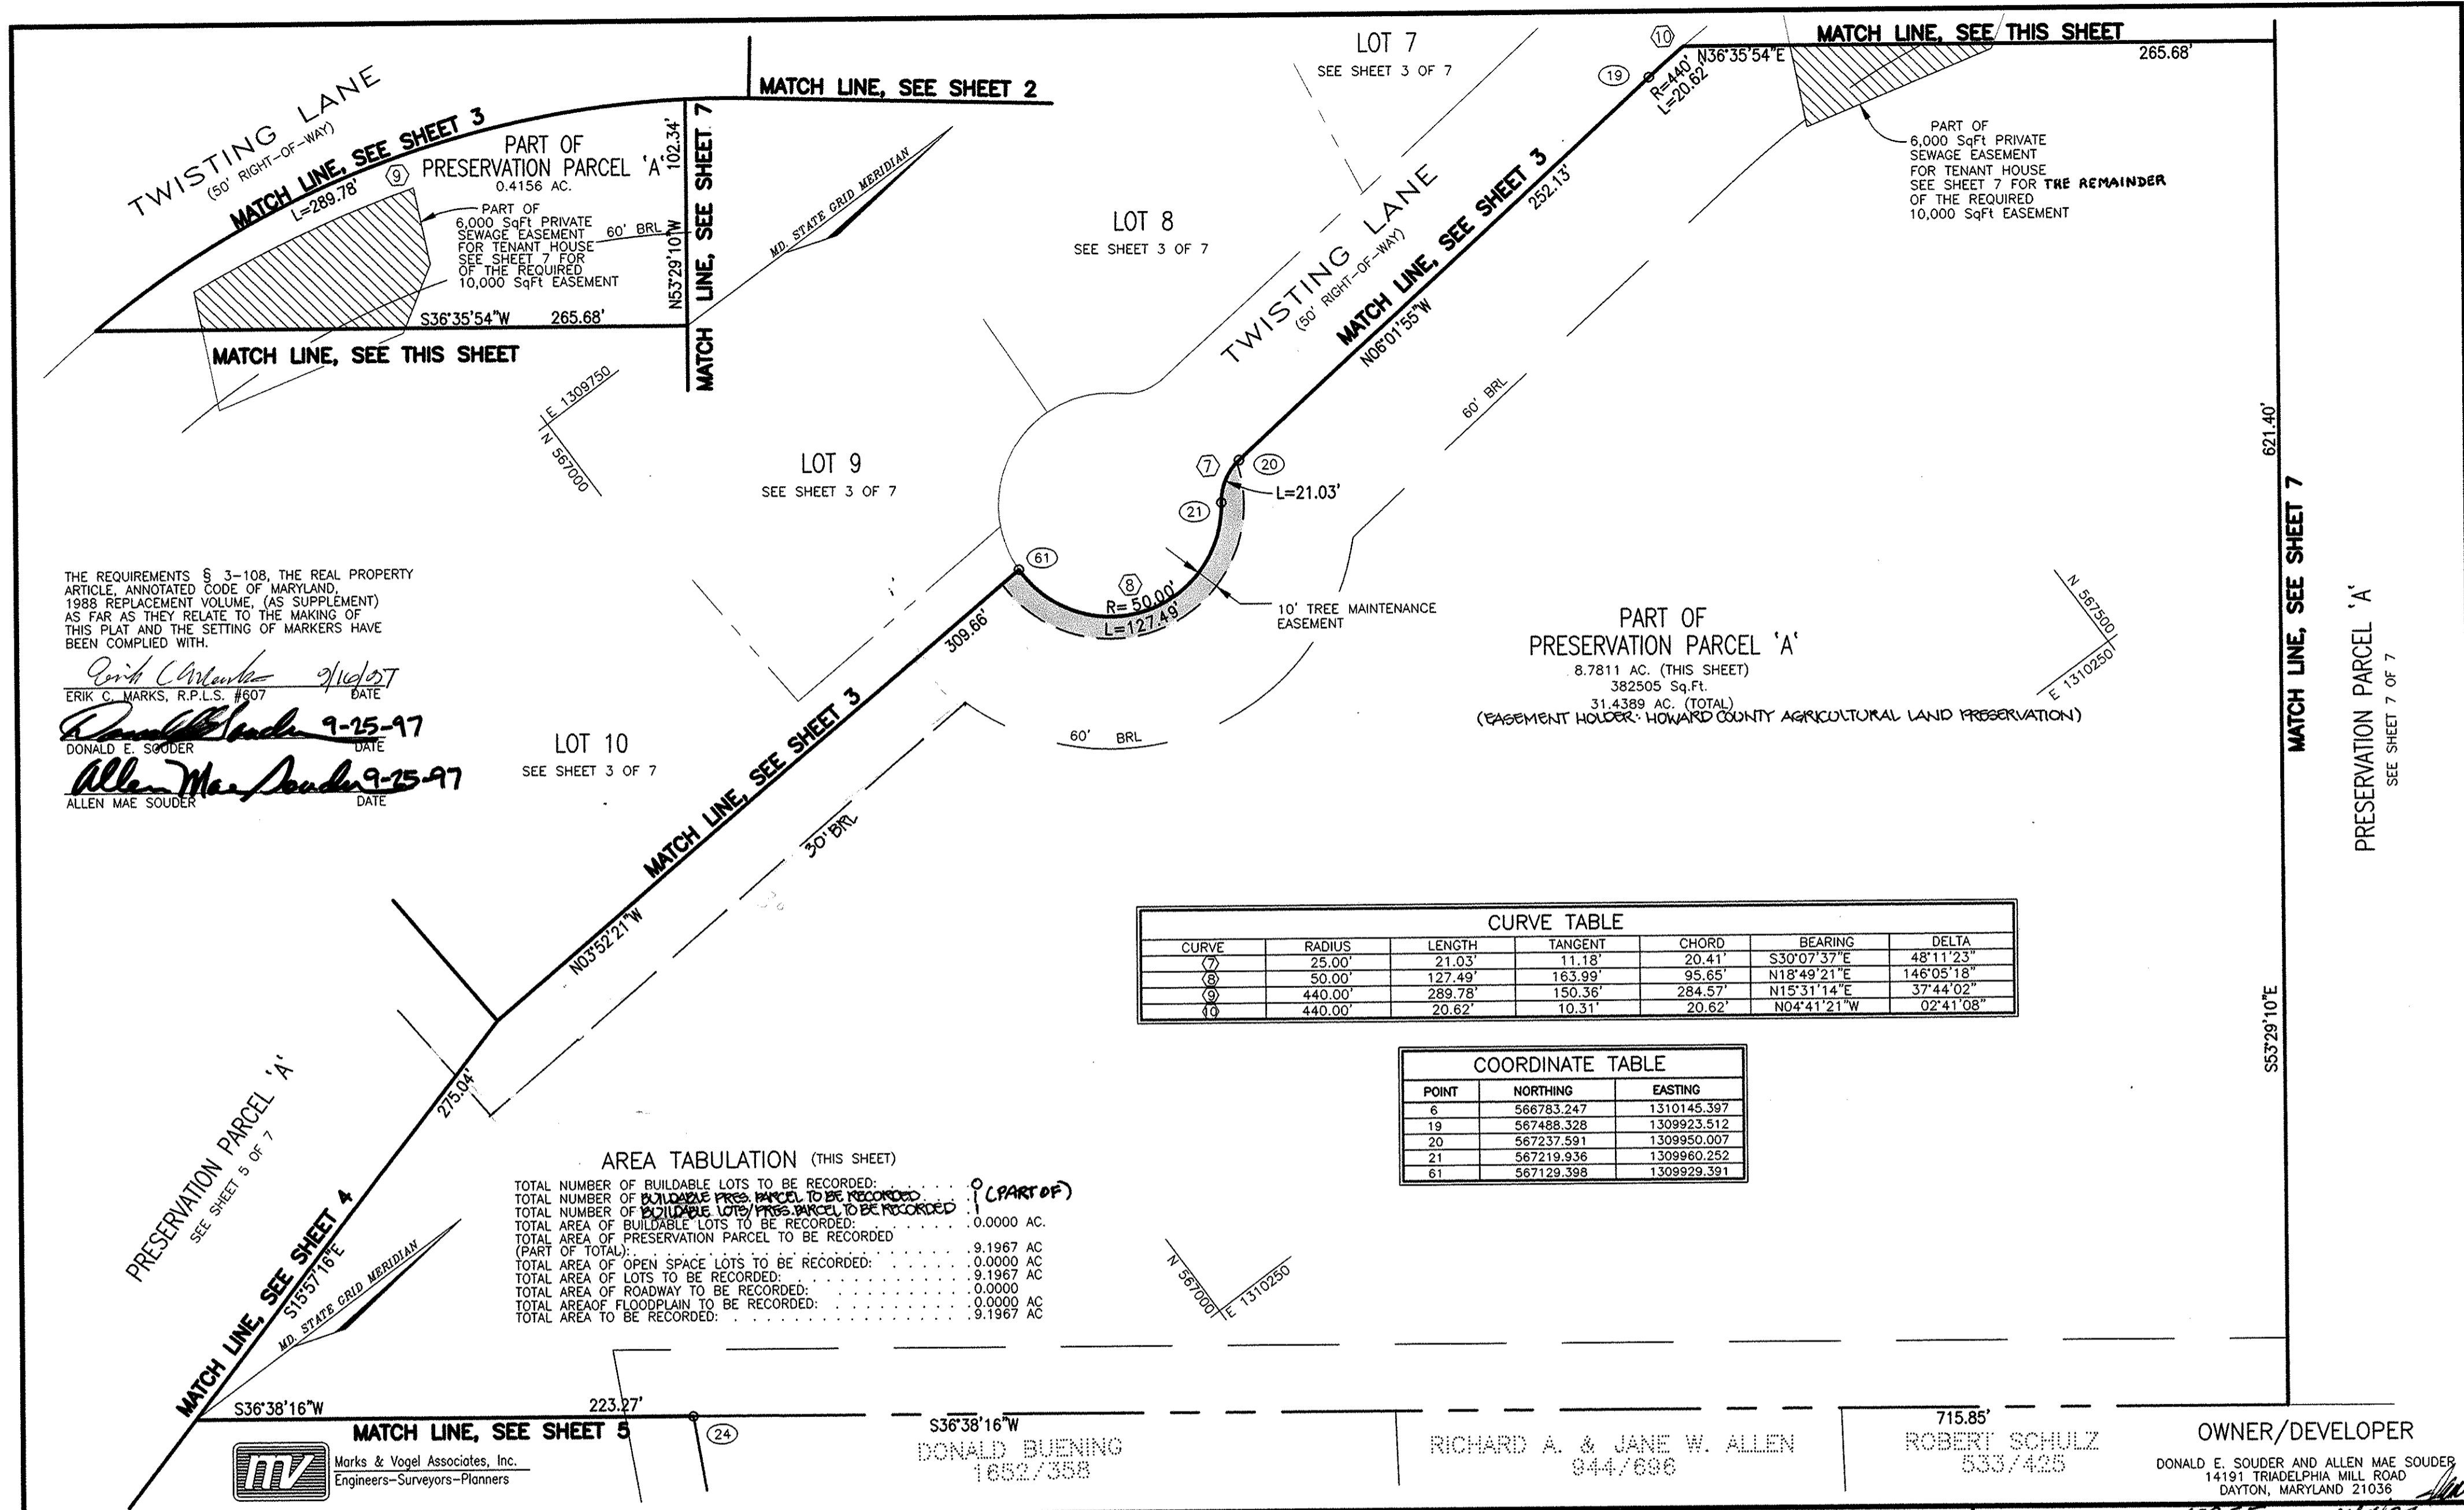 TWISTING LANE
(50' RIGHT-OF-WAY)
MATCH LINE, SEE SHEET 3
L=289.78'
9
PART OF
PRESERVATION PARCEL 'A'
0.4156 AC.
PART OF
6,000 SqFt PRIVATE
SEWAGE EASEMENT
FOR TENANT HOUSE
SEE SHEET 7 FOR
OF THE REQUIRED
10,000 SqFt EASEMENT
60' BRL
S36°35'54"W 265.68'
MATCH LINE, SEE THIS SHEET
MATCH LINE, SEE SHEET 2
102.34'
N53°29'10"W
MATCH LINE, SEE SHEET 7
MD. STATE GRID MERIDIAN
E 1309750
N 567000
LOT 7
SEE SHEET 3 OF 7
LOT 8
SEE SHEET 3 OF 7
LOT 9
SEE SHEET 3 OF 7
LOT 10
SEE SHEET 3 OF 7
TWISTING LANE
(50' RIGHT-OF-WAY)
MATCH LINE, SEE SHEET 3
252.13'
N06°01'55"W
10
19
R=440'
L=20.62'
N36°35'54"E
MATCH LINE, SEE THIS SHEET
265.68'
PART OF
6,000 SqFt PRIVATE
SEWAGE EASEMENT
FOR TENANT HOUSE
SEE SHEET 7 FOR THE REMAINDER
OF THE REQUIRED
10,000 SqFt EASEMENT
60' BRL
7
20
L=21.03'
21
61
8
R= 50.00'
L=127.49'
10' TREE MAINTENANCE
EASEMENT
60' BRL
PART OF
PRESERVATION PARCEL 'A'
8.7811 AC. (THIS SHEET)
382505 Sq.Ft.
31.4389 AC. (TOTAL)
(EASEMENT HOLDER: HOWARD COUNTY AGRICULTURAL LAND PRESERVATION)
N 567500
E 1310250
621.40'
MATCH LINE, SEE SHEET 7
S53°29'10"E
PRESERVATION PARCEL 'A'
SEE SHEET 7 OF 7
THE REQUIREMENTS § 3-108, THE REAL PROPERTY
ARTICLE, ANNOTATED CODE OF MARYLAND,
1988 REPLACEMENT VOLUME, (AS SUPPLEMENT)
AS FAR AS THEY RELATE TO THE MAKING OF
THIS PLAT AND THE SETTING OF MARKERS HAVE
BEEN COMPLIED WITH.
ERIK C. MARKS, R.P.L.S. #607 DATE
9-25-97
DONALD E. SOUDER DATE
Allen Mae Souder 9-25-97
ALLEN MAE SOUDER DATE
309.66'
MATCH LINE, SEE SHEET 3
N03°52'21"W
30' BRL
275.04'
PRESERVATION PARCEL 'A'
SEE SHEET 5 OF 7
MATCH LINE, SEE SHEET 4
S15°57'16"E
MD. STATE GRID MERIDIAN
CURVE TABLE
CURVE RADIUS LENGTH TANGENT CHORD BEARING DELTA
7 25.00' 21.03' 11.18' 20.41' S30°07'37"E 48°11'23"
8 50.00' 127.49' 163.99' 95.65' N18°49'21"E 146°05'18"
9 440.00' 289.78' 150.36' 284.57' N15°31'14"E 37°44'02"
10 440.00' 20.62' 10.31' 20.62' N04°41'21"W 02°41'08"
COORDINATE TABLE
POINT NORTHING EASTING
6 566783.247 1310145.397
19 567488.328 1309923.512
20 567237.591 1309950.007
21 567219.936 1309960.252
61 567129.398 1309929.391
AREA TABULATION (THIS SHEET)
TOTAL NUMBER OF BUILDABLE LOTS TO BE RECORDED: 0
TOTAL NUMBER OF BUILDABLE PRES. PARCEL TO BE RECORDED 1 (PART OF)
TOTAL NUMBER OF BUILDABLE LOTS/PRES. PARCEL TO BE RECORDED 1
TOTAL AREA OF BUILDABLE LOTS TO BE RECORDED: 0.0000 AC.
TOTAL AREA OF PRESERVATION PARCEL TO BE RECORDED
(PART OF TOTAL): 9.1967 AC
TOTAL AREA OF OPEN SPACE LOTS TO BE RECORDED: 0.0000 AC
TOTAL AREA OF LOTS TO BE RECORDED: 9.1967 AC
TOTAL AREA OF ROADWAY TO BE RECORDED: 0.0000
TOTAL AREAOF FLOODPLAIN TO BE RECORDED: 0.0000 AC
TOTAL AREA TO BE RECORDED: 9.1967 AC
N 567000
E 1310250
S36°38'16"W 223.27'
MATCH LINE, SEE SHEET 5
24
mv
Marks & Vogel Associates, Inc.
Engineers-Surveyors-Planners
S36°38'16"W
DONALD BUENING
1652/358
RICHARD A. & JANE W. ALLEN
944/696
715.85'
ROBERT SCHULZ
533/425
OWNER/DEVELOPER
DONALD E. SOUDER AND ALLEN MAE SOUDER
14191 TRIADELPHIA MILL ROAD
DAYTON, MARYLAND 21036